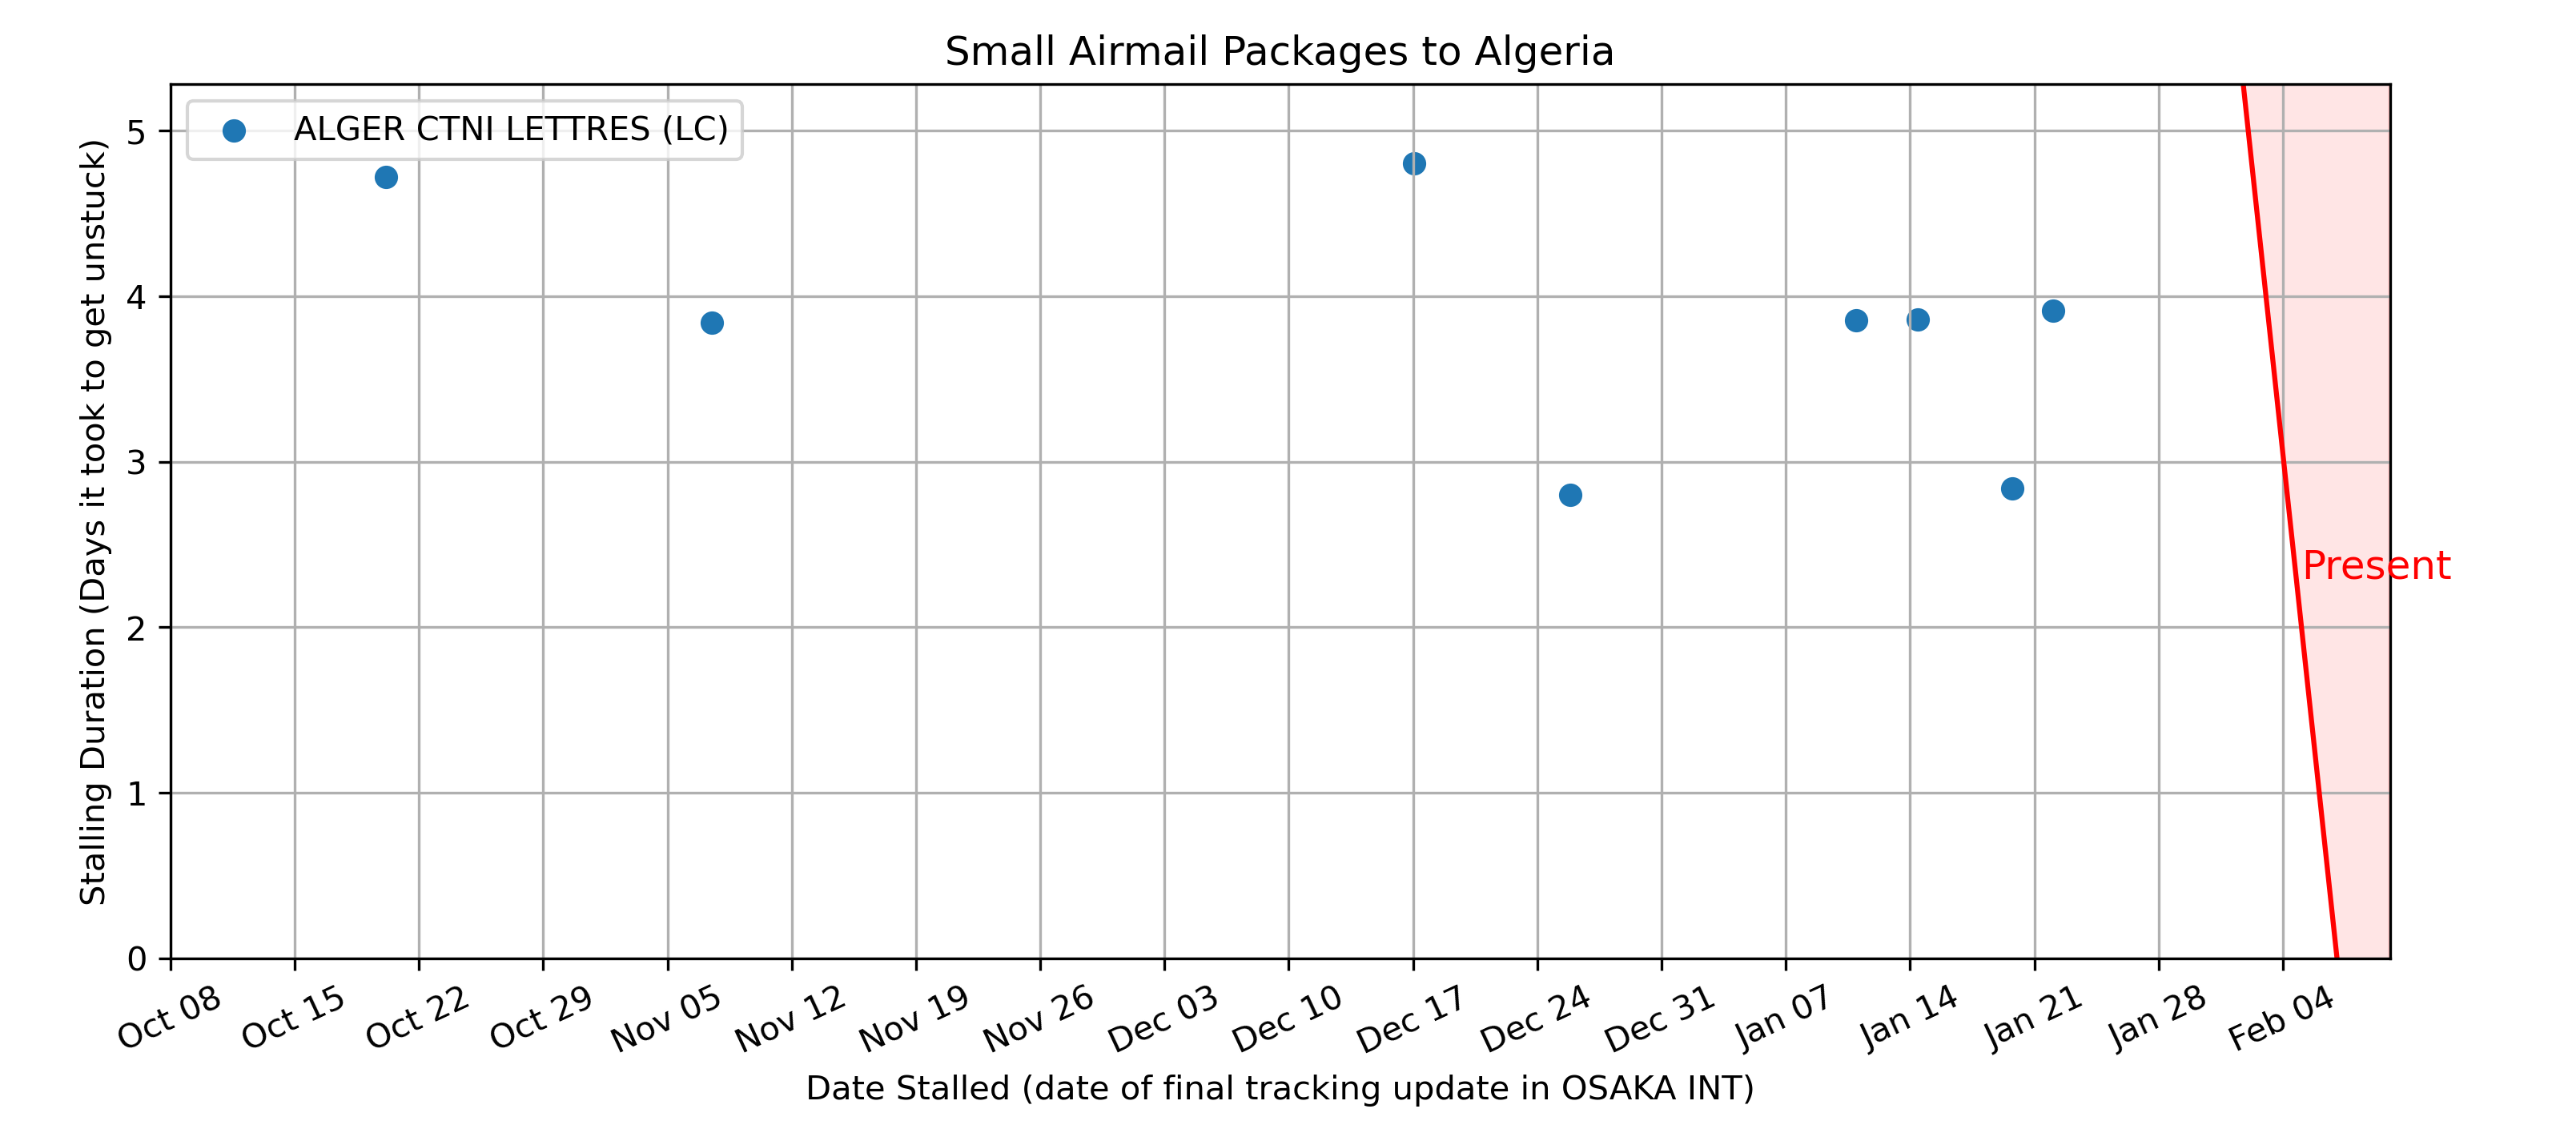 Small Airmail Packages to Algeria
ALGER CTNI LETTRES (LC)
Stalling Duration (Days it took to get unstuck)
5
4
3
2
1
0
Present
Oct 08
Oct 15
Oct 22
Oct 29
Nov 05
Nov 12
Nov 19
Nov 26
Dec 03
Dec 10
Dec 17
Dec 24
Dec 31
Jan 07
Jan 14
Jan 21
Jan 28
Feb 04
Date Stalled (date of final tracking update in OSAKA INT)